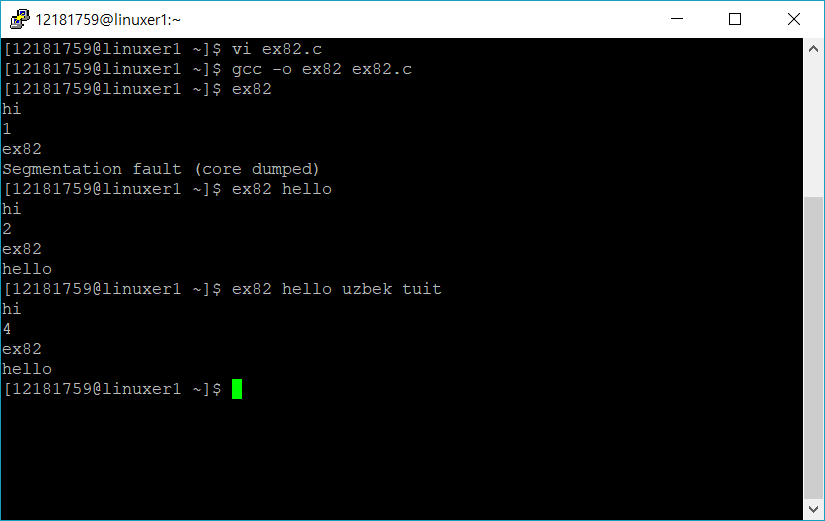 12181759@linuxer1:~
[12181759@linuxer1 ~]$ vi ex82.c
[12181759@linuxer1 ~]$ gcc -o ex82 ex82.c
[12181759@linuxer1 ~]$ ex82
hi
1
ex82
Segmentation fault (core dumped)
[12181759@linuxer1 ~]$ ex82 hello
hi
2
ex82
hello
[12181759@linuxer1 ~]$ ex82 hello uzbek tuit
hi
4
ex82
hello
[12181759@linuxer1 ~]$